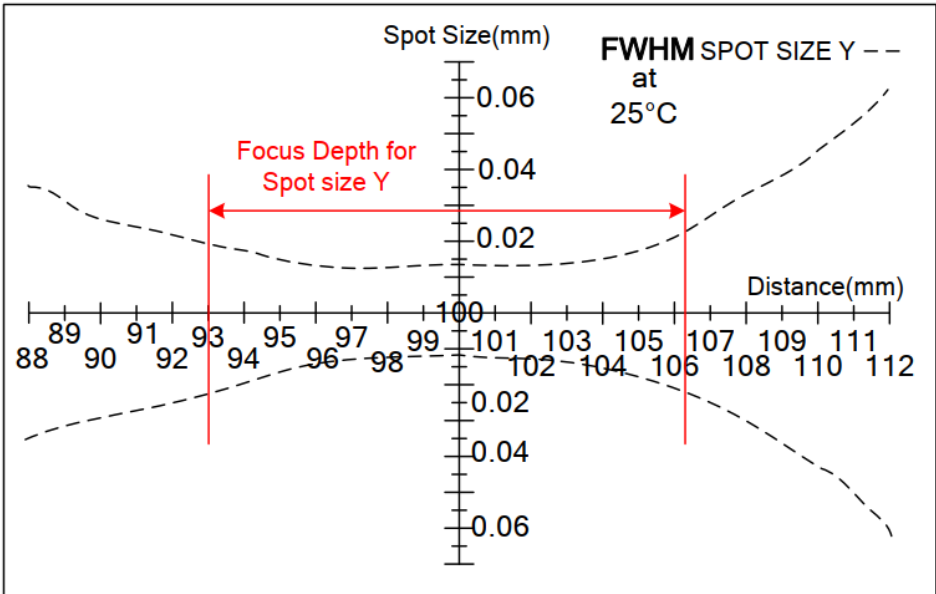 Spot Size(mm)
FWHM SPOT SIZE Y
at
25°C
0.06
0.04
Focus Depth for
Spot size Y
0.02
Distance(mm)
100
89 91 93 95 97 99 101 103 105 107 109 111
88 90 92 94 96 98 102 104 106 108 110 112
0.02
0.04
0.06